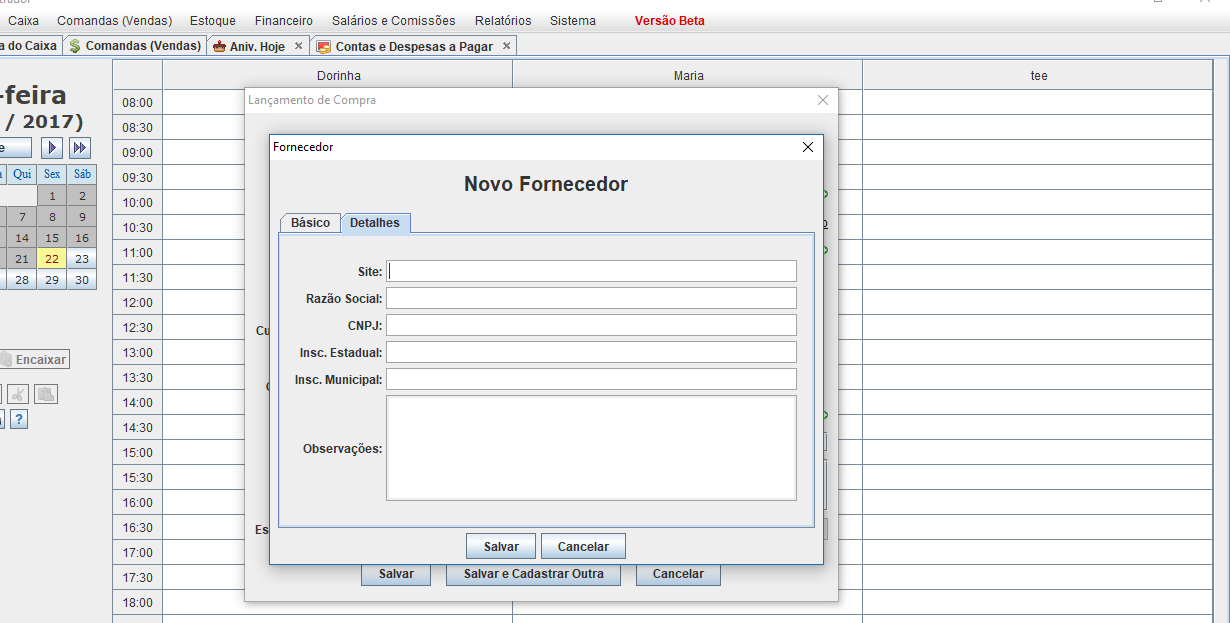 Caixa Comandas (Vendas) Estoque Financeiro Salários e Comissões Relatórios Sistema Versão Beta
a do Caixa Comandas (Vendas) Aniv. Hoje Contas e Despesas a Pagar
Dorinha Maria tee
-feira
/ 2017)
e
Qui Sex Sáb
1 2
7 8 9
14 15 16
21 22 23
28 29 30
Encaixar
?
08:00
08:30
09:00
09:30
10:00
10:30
11:00
11:30
12:00
12:30
13:00
13:30
14:00
14:30
15:00
15:30
16:00
16:30
17:00
17:30
18:00
Lançamento de Compra
Cu
Es
Fornecedor
Novo Fornecedor
Básico Detalhes
Site:
Razão Social:
CNPJ:
Insc. Estadual:
Insc. Municipal:
Observações:
Salvar Cancelar
Salvar Salvar e Cadastrar Outra Cancelar